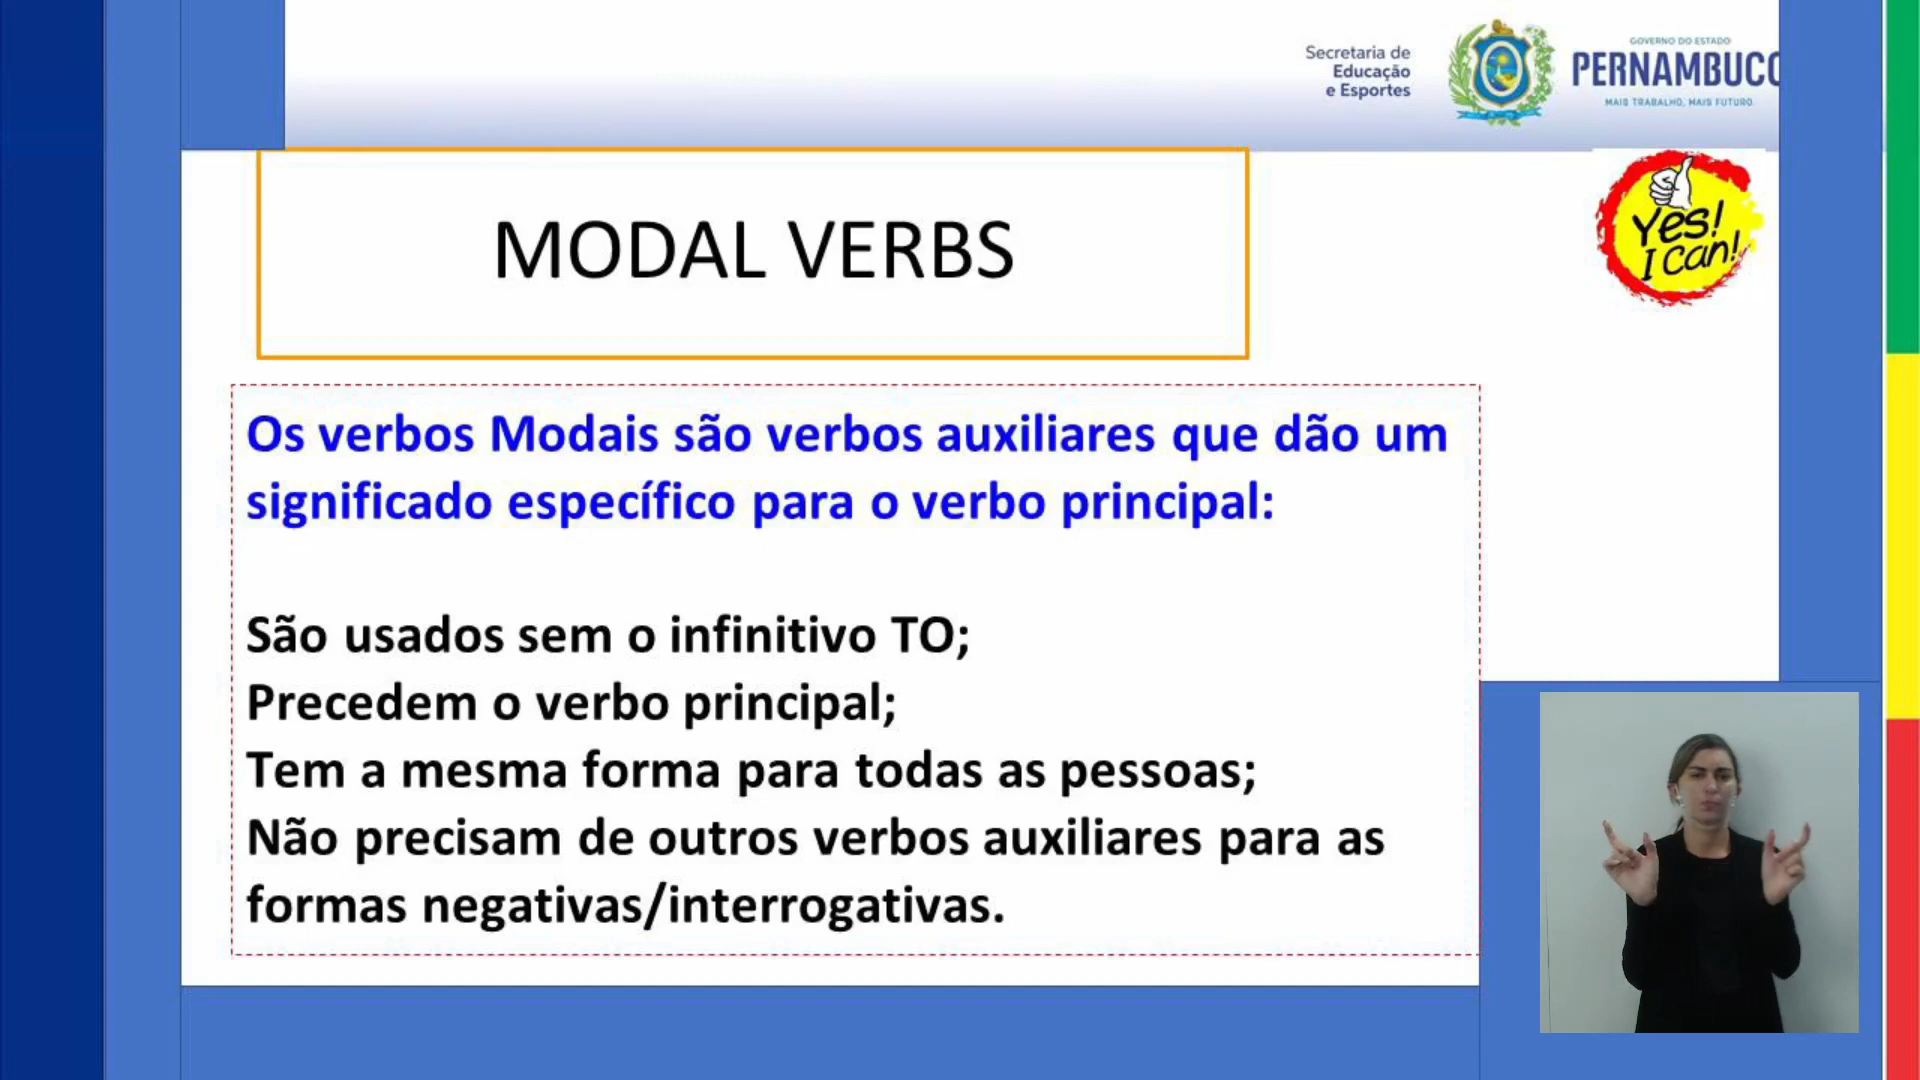 Secretaria de
Educação
e Esportes
GOVERNO DO ESTADO
PERNAMBUCO
MAIS TRABALHO, MAIS FUTURO.
MODAL VERBS
Yes!
I can!
Os verbos Modais são verbos auxiliares que dão um
significado específico para o verbo principal:
São usados sem o infinitivo TO;
Precedem o verbo principal;
Tem a mesma forma para todas as pessoas;
Não precisam de outros verbos auxiliares para as
formas negativas/interrogativas.